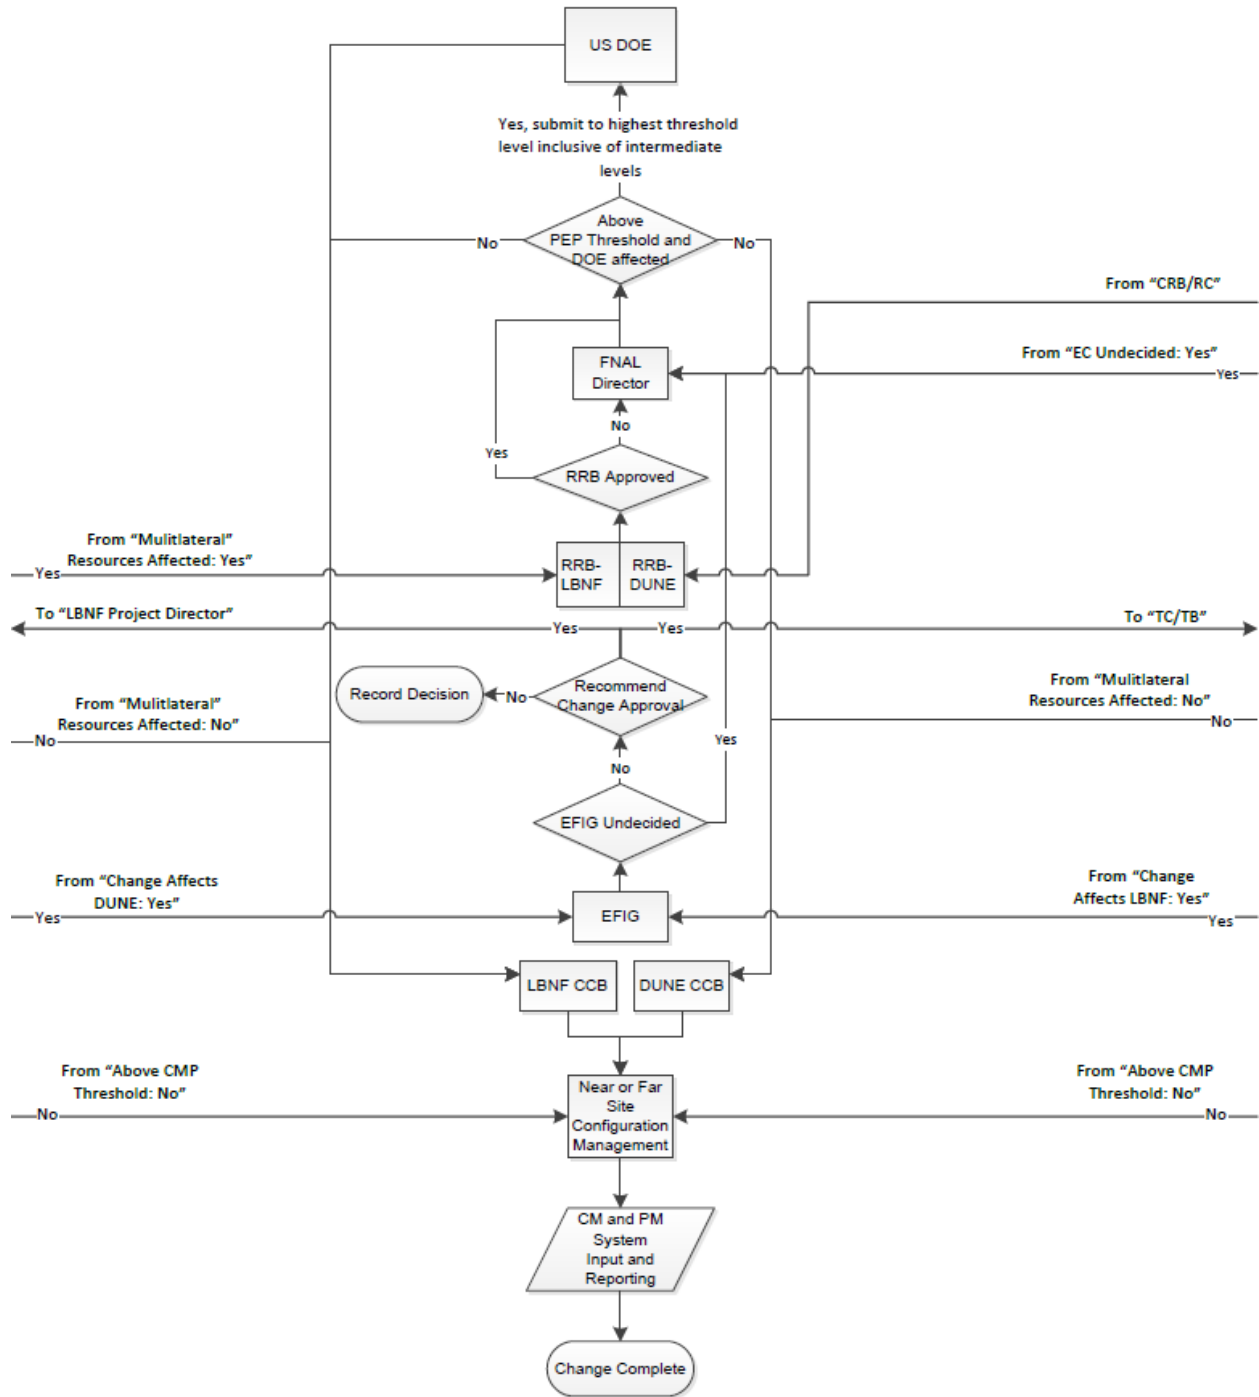 US DOE
Yes, submit to highest threshold
level inclusive of intermediate
levels
Above
PEP Threshold and
DOE affected
No
No
From “CRB/RC”
From “EC Undecided: Yes”
Yes
FNAL
Director
No
Yes
RRB Approved
From “Mulitlateral”
Resources Affected: Yes”
Yes
RRB-
LBNF
RRB-
DUNE
To “LBNF Project Director”
Yes
Yes
To “TC/TB”
Record Decision
No
Recommend
Change Approval
From “Mulitlateral”
Resources Affected: No”
No
From “Mulitlateral
Resources Affected: No”
No
Yes
No
EFIG Undecided
From “Change Affects
DUNE: Yes”
Yes
EFIG
From “Change
Affects LBNF: Yes”
Yes
LBNF CCB
DUNE CCB
From “Above CMP
Threshold: No”
No
Near or Far
Site
Configuration
Management
From “Above CMP
Threshold: No”
No
CM and PM
System
Input and
Reporting
Change Complete